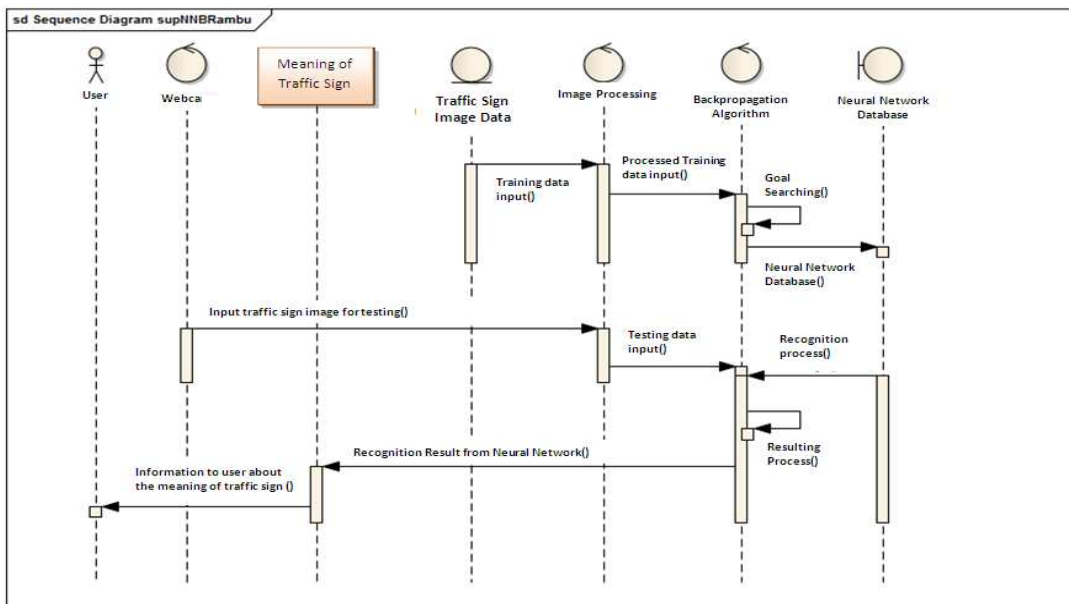 sd Sequence Diagram supNNBRambu
User
Webca
Meaning of
Traffic Sign
Traffic Sign
Image Data
Image Processing
Backpropagation
Algorithm
Neural Network
Database
Training data
input()
Processed Training
data input()
Goal
Searching()
Neural Network
Database()
Input traffic sign image for testing()
Testing data
input()
Recognition
process()
Resulting
Process()
Recognition Result from Neural Network()
Information to user about
the meaning of traffic sign ()